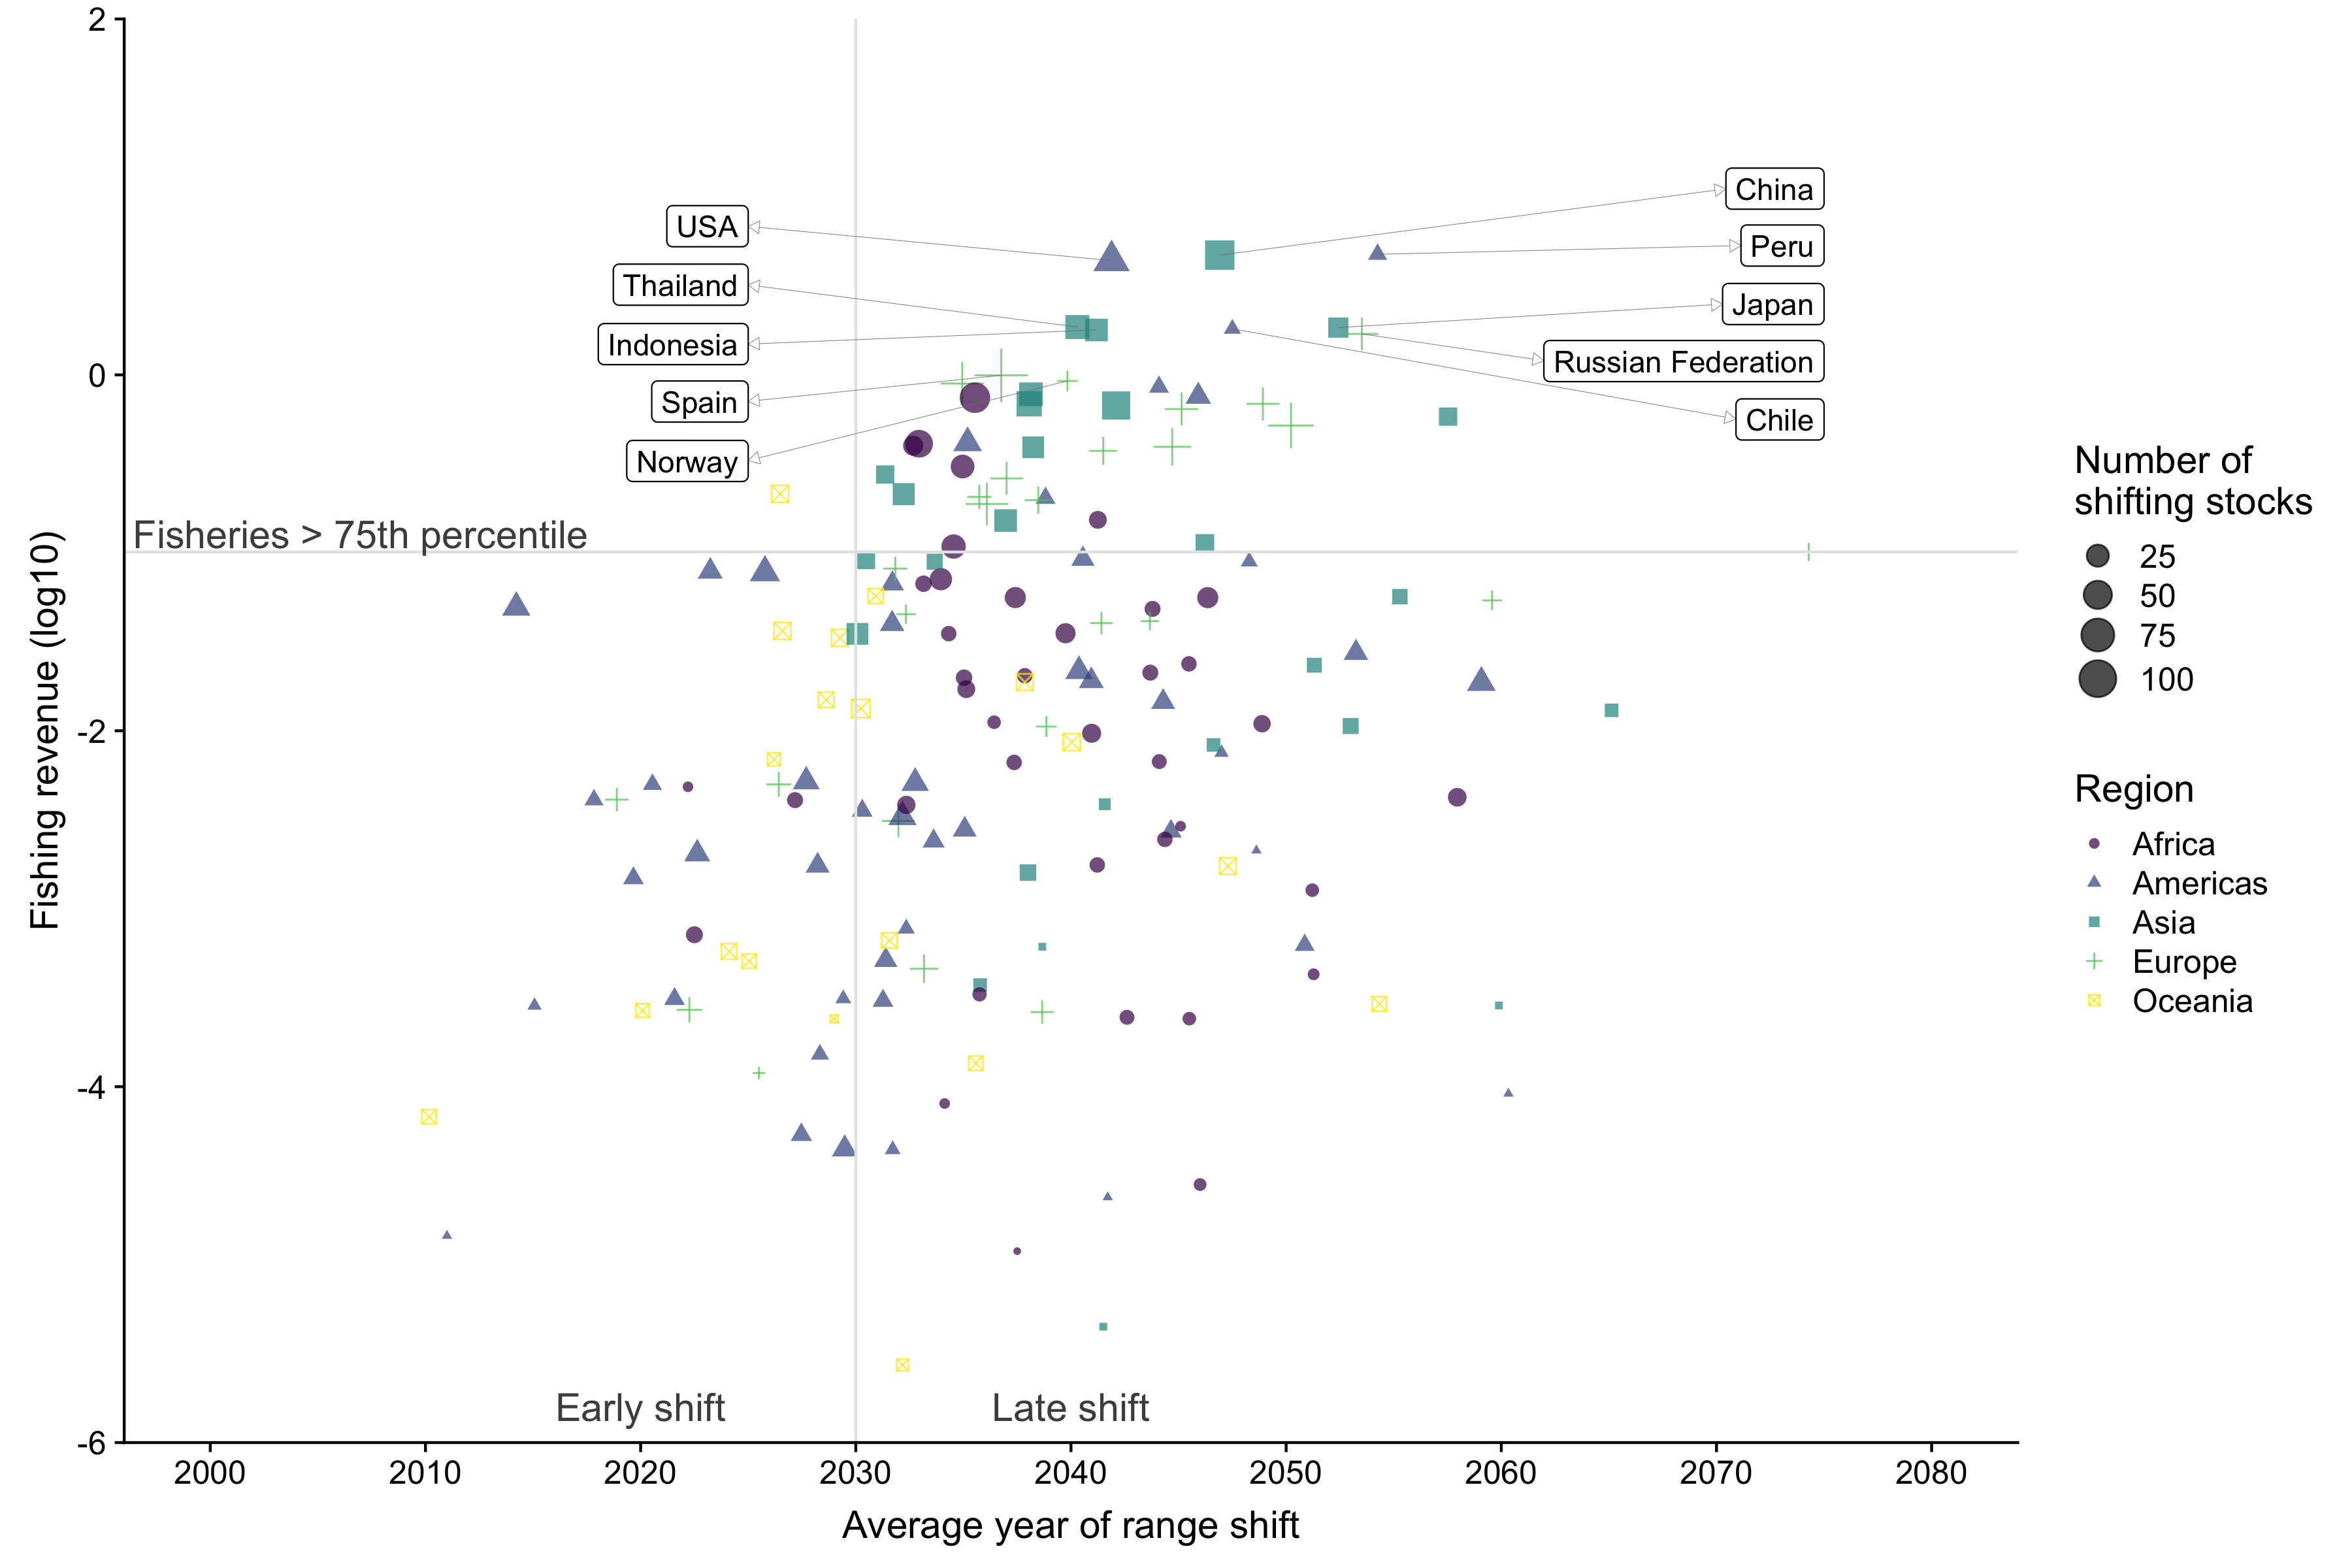 2
0
-2
-4
-6
Fishing revenue (log10)
China
USA
Peru
Thailand
Japan
Indonesia
Russian Federation
Spain
Chile
Norway
Fisheries > 75th percentile
Early shift
Late shift
2000
2010
2020
2030
2040
2050
2060
2070
2080
Average year of range shift
Number of
shifting stocks
25
50
75
100
Region
Africa
Americas
Asia
Europe
Oceania